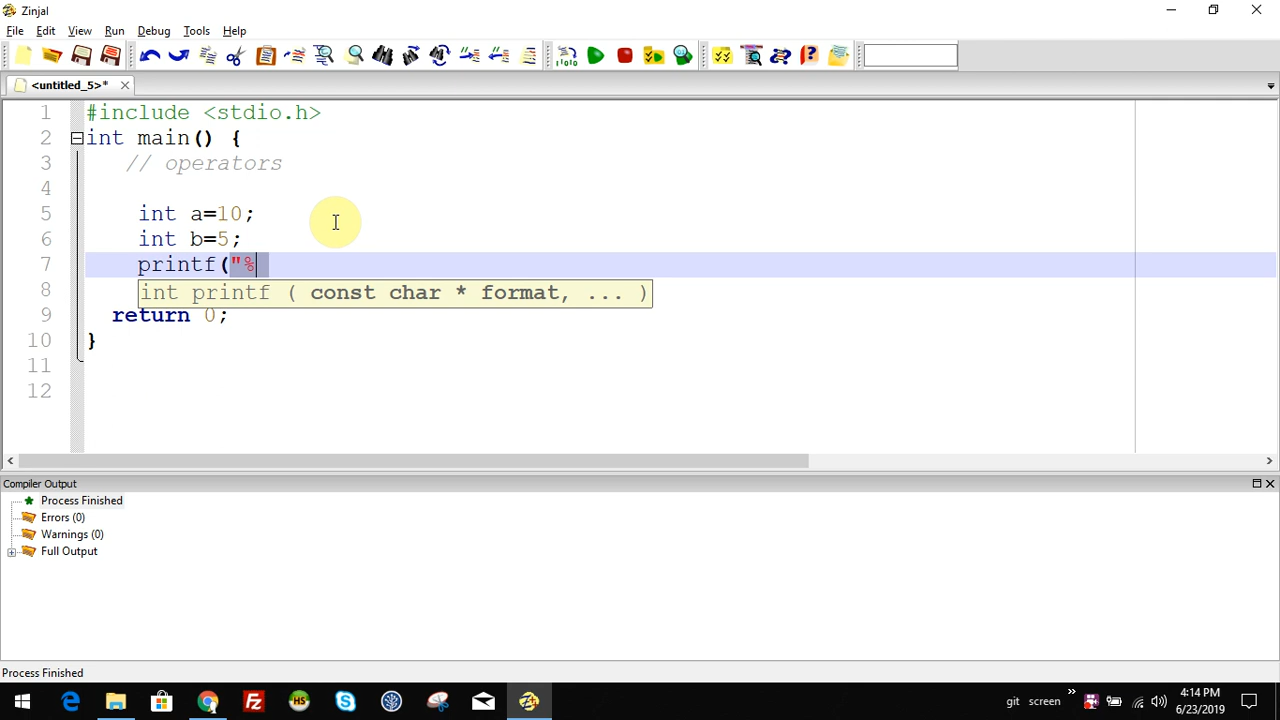 Zinjal
File Edit View Run Debug Tools Help
<untitled_5>*
1 #include <stdio.h>
2 int main() {
3 // operators
4
5 int a=10;
6 int b=5;
7 printf("%
8 int printf ( const char * format, ... )
9 return 0;
10 }
11
12
Compiler Output
Process Finished
Errors (0)
Warnings (0)
Full Output
Process Finished
git screen
4:14 PM
6/23/2019